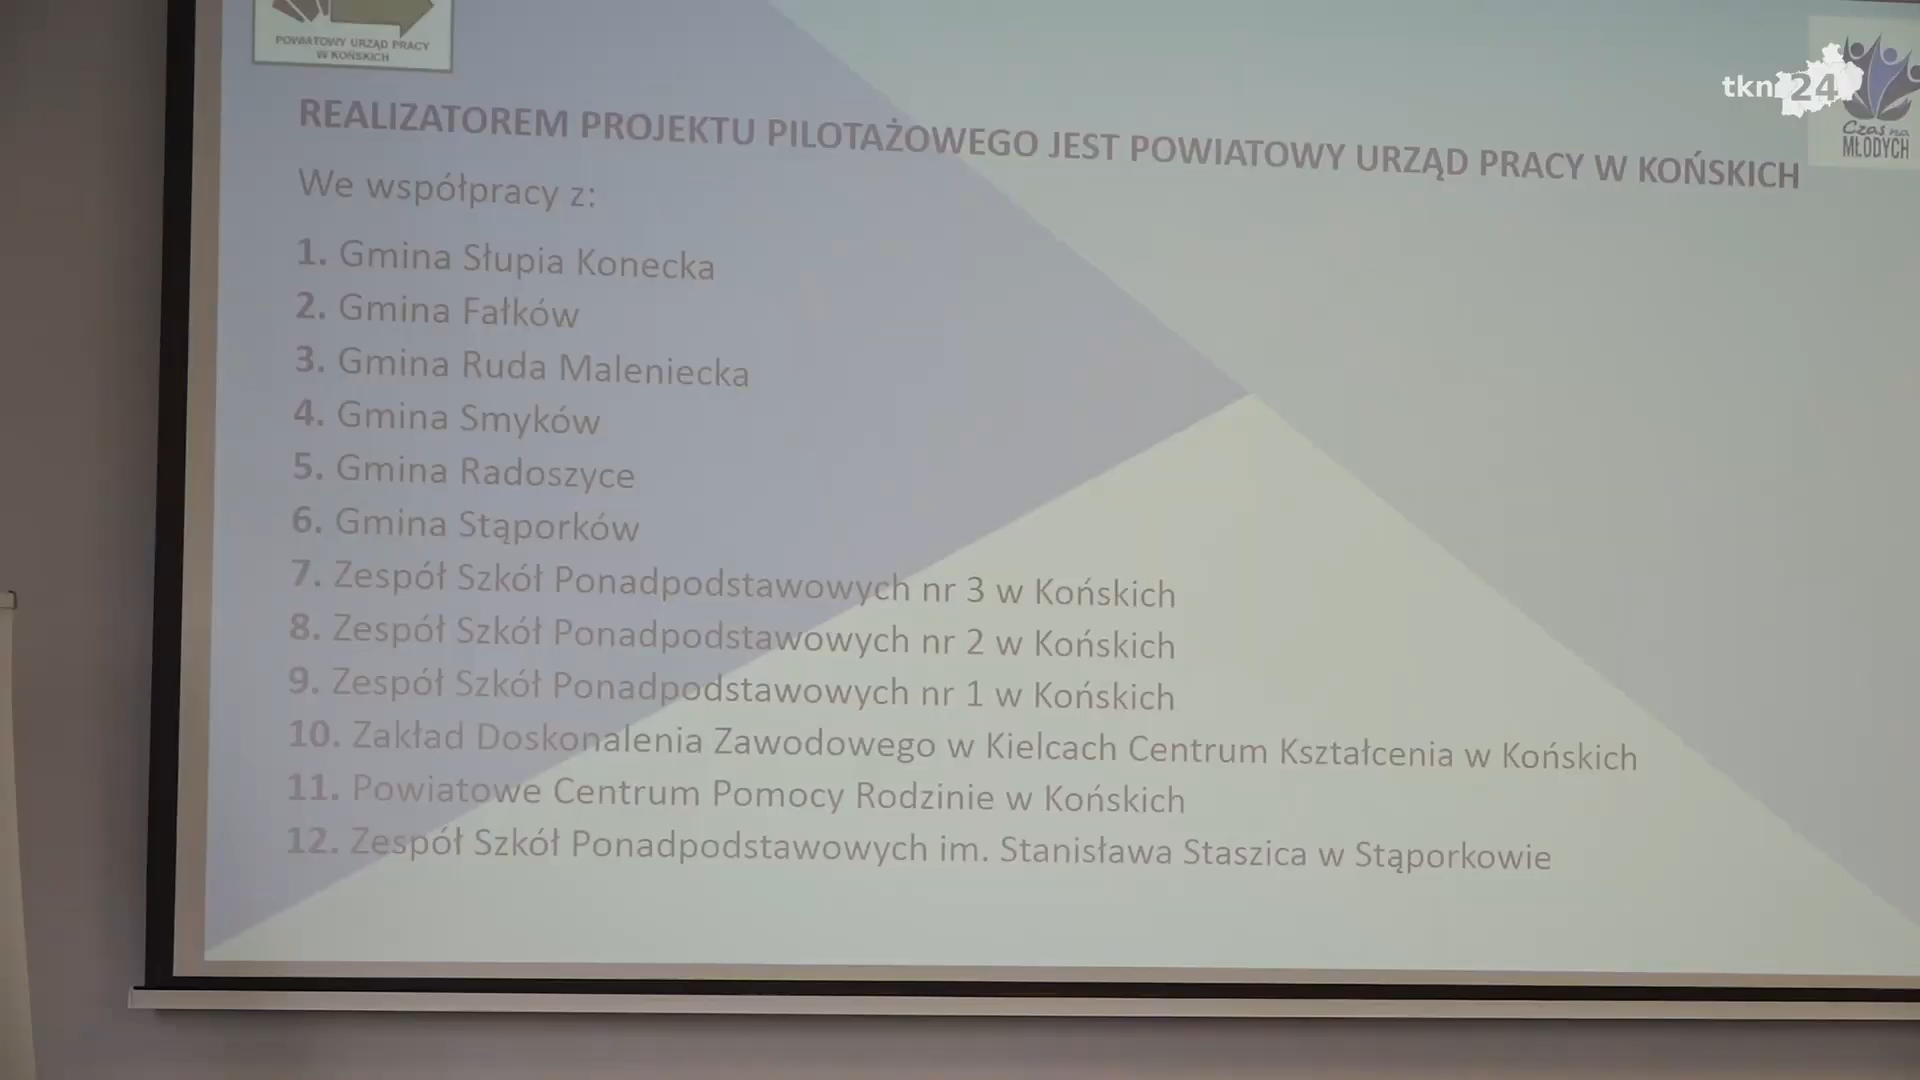 POWIATOWY URZĄD PRACY
W KOŃSKICH
tkn24
Czas na
MŁODYCH
REALIZATOREM PROJEKTU PILOTAŻOWEGO JEST POWIATOWY URZĄD PRACY W KOŃSKICH
We współpracy z:
1. Gmina Słupia Konecka
2. Gmina Fałków
3. Gmina Ruda Maleniecka
4. Gmina Smyków
5. Gmina Radoszyce
6. Gmina Stąporków
7. Zespół Szkół Ponadpodstawowych nr 3 w Końskich
8. Zespół Szkół Ponadpodstawowych nr 2 w Końskich
9. Zespół Szkół Ponadpodstawowych nr 1 w Końskich
10. Zakład Doskonalenia Zawodowego w Kielcach Centrum Kształcenia w Końskich
11. Powiatowe Centrum Pomocy Rodzinie w Końskich
12. Zespół Szkół Ponadpodstawowych im. Stanisława Staszica w Stąporkowie